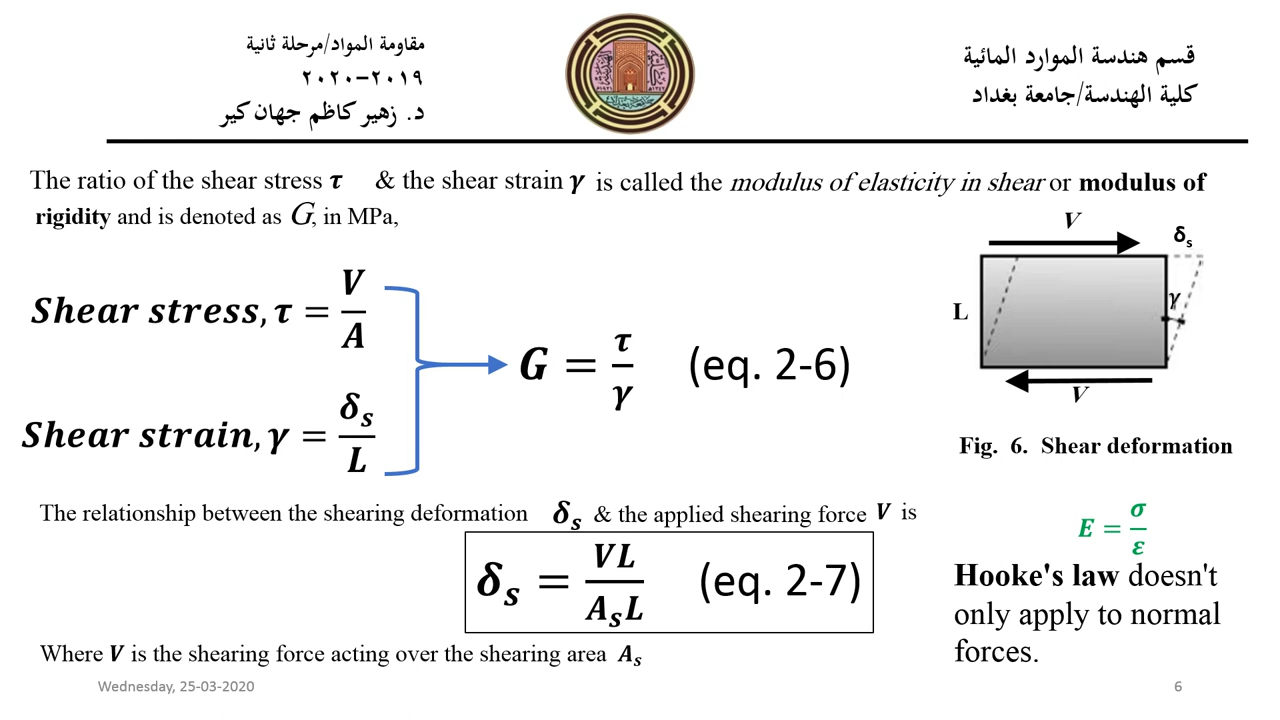 مقاومة المواد/مرحلة ثانية
٢٠١٩-٢٠٢٠
د. زهير كاظم جهان كير
قسم هندسة الموارد المائية
كلية الهندسة/جامعة بغداد
The ratio of the shear stress τ & the shear strain γ is called the modulus of elasticity in shear or modulus of
rigidity and is denoted as G, in MPa,
Shear stress, τ = V/A
Shear strain, γ = δₛ/L
G = τ/γ (eq. 2-6)
V
δₛ
L
γ
V
Fig. 6. Shear deformation
The relationship between the shearing deformation δₛ & the applied shearing force V is
δₛ = VL/AₛL (eq. 2-7)
Where V is the shearing force acting over the shearing area Aₛ
E = σ/ε
Hooke's law doesn't
only apply to normal
forces.
Wednesday, 25-03-2020
6